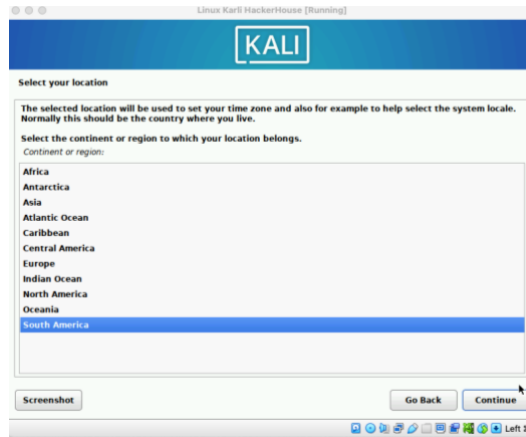 Linux Karli HackerHouse [Running]
KALI
Select your location
The selected location will be used to set your time zone and also for example to help select the system locale.
Normally this should be the country where you live.
Select the continent or region to which your location belongs.
Continent or region:
Africa
Antarctica
Asia
Atlantic Ocean
Caribbean
Central America
Europe
Indian Ocean
North America
Oceania
South America
Screenshot Go Back Continue
Left